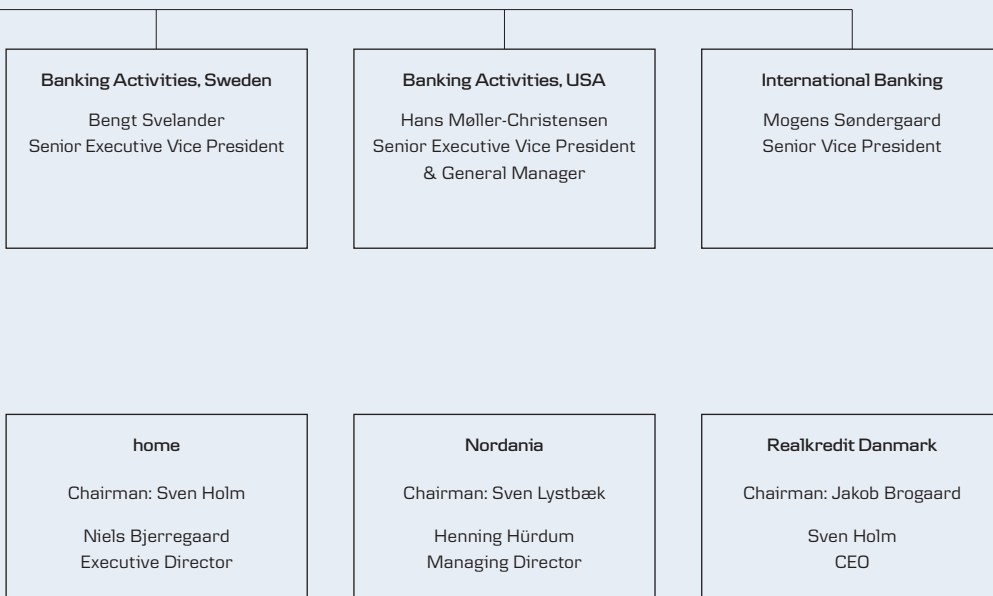 Banking Activities, Sweden
Bengt Svelander
Senior Executive Vice President
Banking Activities, USA
Hans Møller-Christensen
Senior Executive Vice President
& General Manager
International Banking
Mogens Søndergaard
Senior Vice President
home
Chairman: Sven Holm
Niels Bjerregaard
Executive Director
Nordania
Chairman: Sven Lystbæk
Henning Hürdum
Managing Director
Realkredit Danmark
Chairman: Jakob Brogaard
Sven Holm
CEO